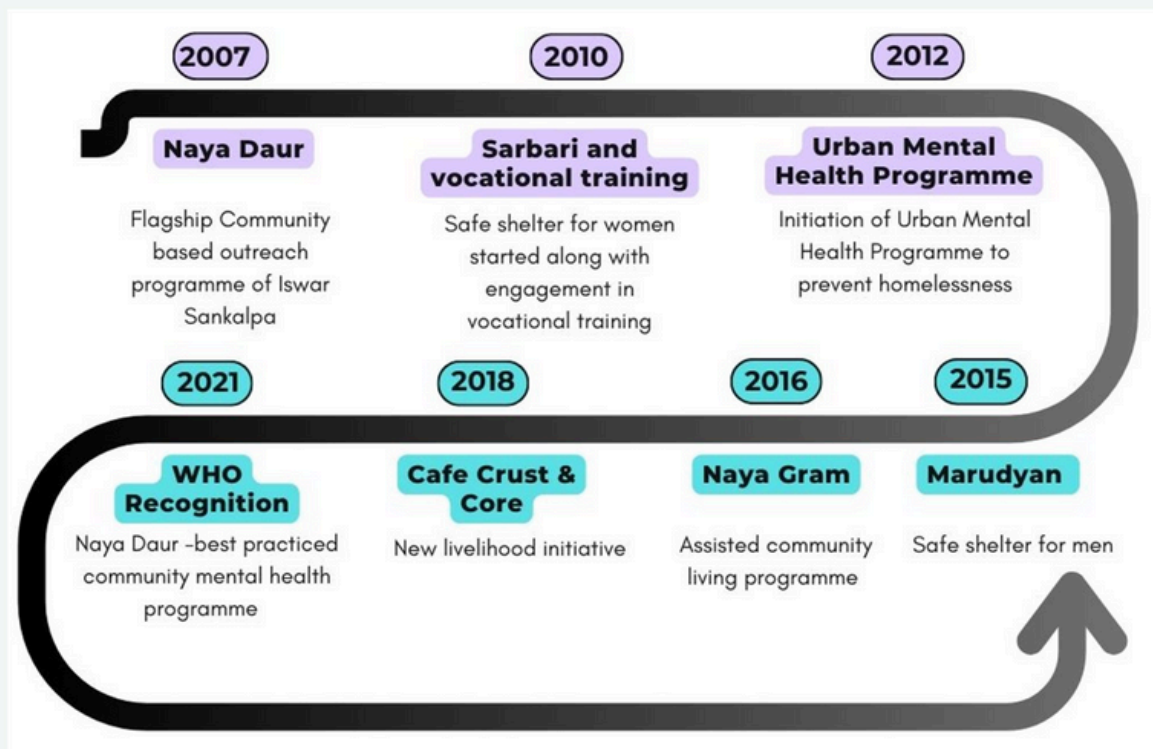 2007
Naya Daur
Flagship Community
based outreach
programme of Iswar
Sankalpa
2010
Sarbari and
vocational training
Safe shelter for women
started along with
engagement in
vocational training
2012
Urban Mental
Health Programme
Initiation of Urban Mental
Health Programme to
prevent homelessness
2015
Marudyan
Safe shelter for men
2016
Naya Gram
Assisted community
living programme
2018
Cafe Crust &
Core
New livelihood initiative
2021
WHO
Recognition
Naya Daur -best practiced
community mental health
programme